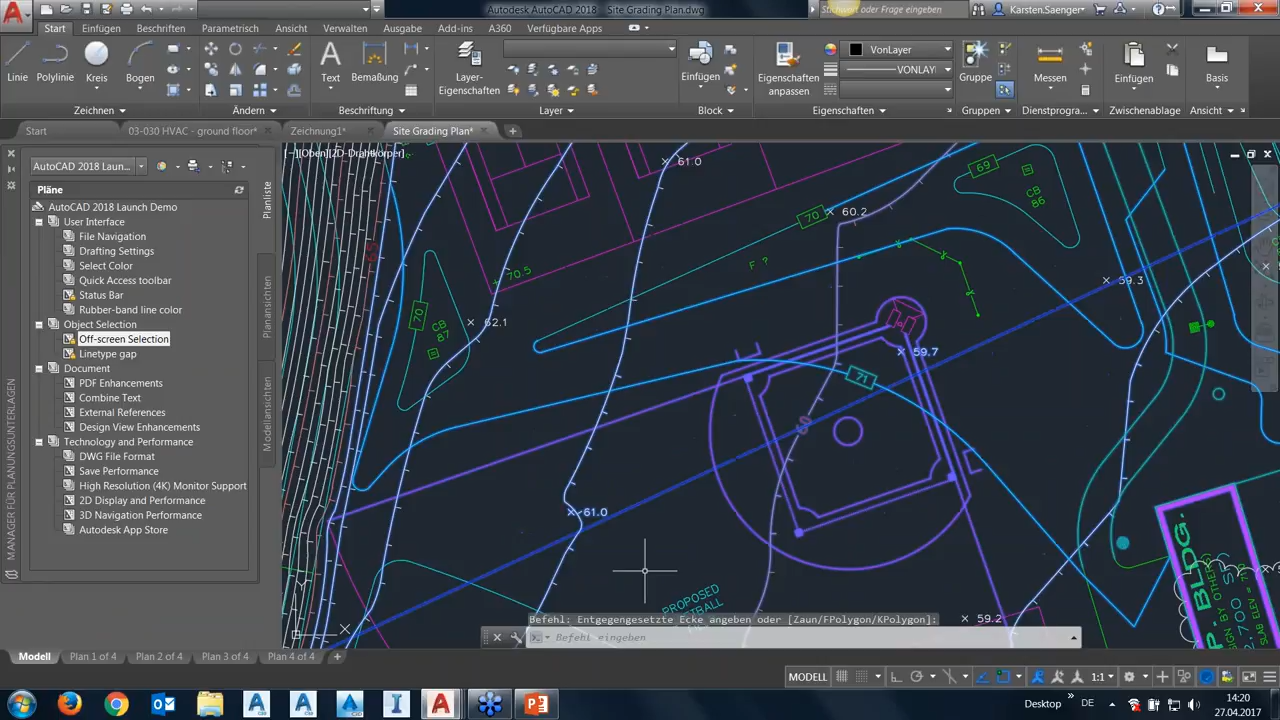 Autodesk AutoCAD 2018 Site Grading Plan.dwg
Stichwort oder Frage eingeben
Karsten.Saenger
Start Einfügen Beschriften Parametrisch Ansicht Verwalten Ausgabe Add-ins A360 Verfügbare Apps
Linie Polylinie Kreis Bogen Text Bemaßung Layer-Eigenschaften Einfügen Eigenschaften anpassen VonLayer VONLAY Gruppe Messen Einfügen Basis
Zeichnen Ändern Beschriftung Layer Block Eigenschaften Gruppen Dienstprogra... Zwischenablage Ansicht
Start 03-030 HVAC - ground floor* Zeichnung1* Site Grading Plan*
[−][Oben][2D-Drahtkörper]
AutoCAD 2018 Laun...
Pläne
AutoCAD 2018 Launch Demo
User Interface
File Navigation
Drafting Settings
Select Color
Quick Access toolbar
Status Bar
Rubber-band line color
Object Selection
Off-screen Selection
Linetype gap
Document
PDF Enhancements
Combine Text
External References
Design View Enhancements
Technology and Performance
DWG File Format
Save Performance
High Resolution (4K) Monitor Support
2D Display and Performance
3D Navigation Performance
Autodesk App Store
Planliste
Planansichten
Modellansichten
MANAGER FÜR PLANUNGSUNTERLAGEN
61.0
69
CB
86
70
60.2
F ?
70.5
59.3
65
70
CB
87
62.1
59.7
71
60
61.0
PROPOSED
59.2
P - BLDG.
Befehl: Entgegengesetzte Ecke angeben oder [Zaun/FPolygon/KPolygon]:
Befehl eingeben
Modell Plan 1 of 4 Plan 2 of 4 Plan 3 of 4 Plan 4 of 4
MODELL 1:1
Desktop DE 14:20
27.04.2017